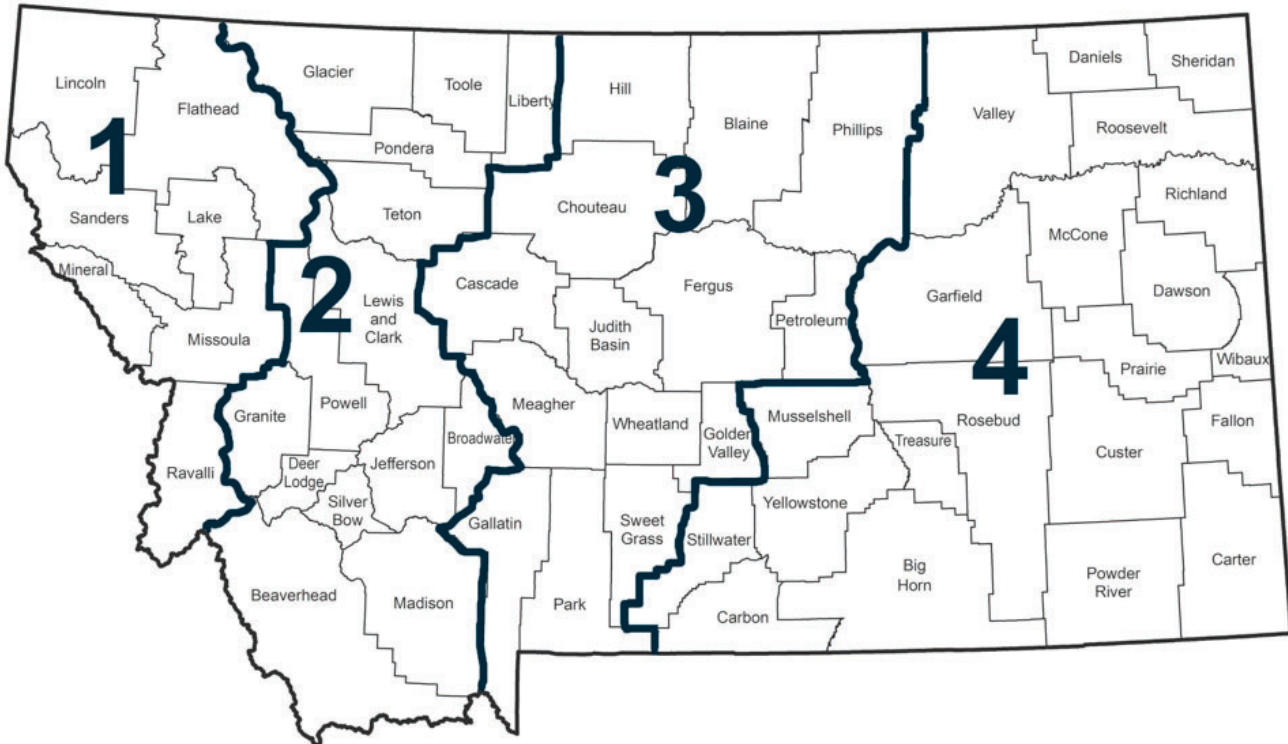 Lincoln
Flathead
Glacier
Toole
Liberty
Hill
Blaine
Phillips
Valley
Daniels
Sheridan
Roosevelt
1
Pondera
3
Sanders
Lake
Teton
Chouteau
McCone
Richland
Mineral
2
Lewis
and
Clark
Cascade
Fergus
Garfield
Dawson
Missoula
Judith
Basin
Petroleum
4
Prairie
Wibaux
Granite
Powell
Meagher
Wheatland
Golden
Valley
Musselshell
Rosebud
Treasure
Fallon
Broadwater
Ravalli
Deer
Lodge
Jefferson
Custer
Silver
Bow
Gallatin
Sweet
Grass
Yellowstone
Stillwater
Beaverhead
Madison
Park
Carbon
Big
Horn
Powder
River
Carter